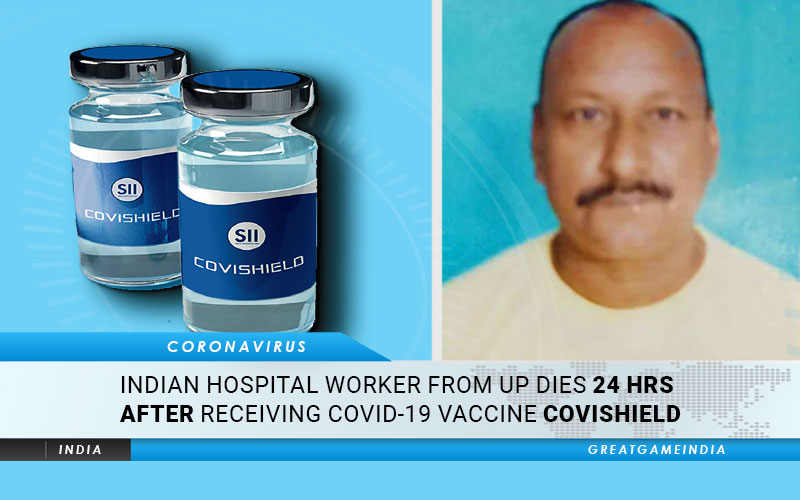 SII
COVISHIELD
SII
COVISHIELD
CORONAVIRUS
INDIAN HOSPITAL WORKER FROM UP DIES 24 HRS
AFTER RECEIVING COVID-19 VACCINE COVISHIELD
INDIA
GREATGAMEINDIA